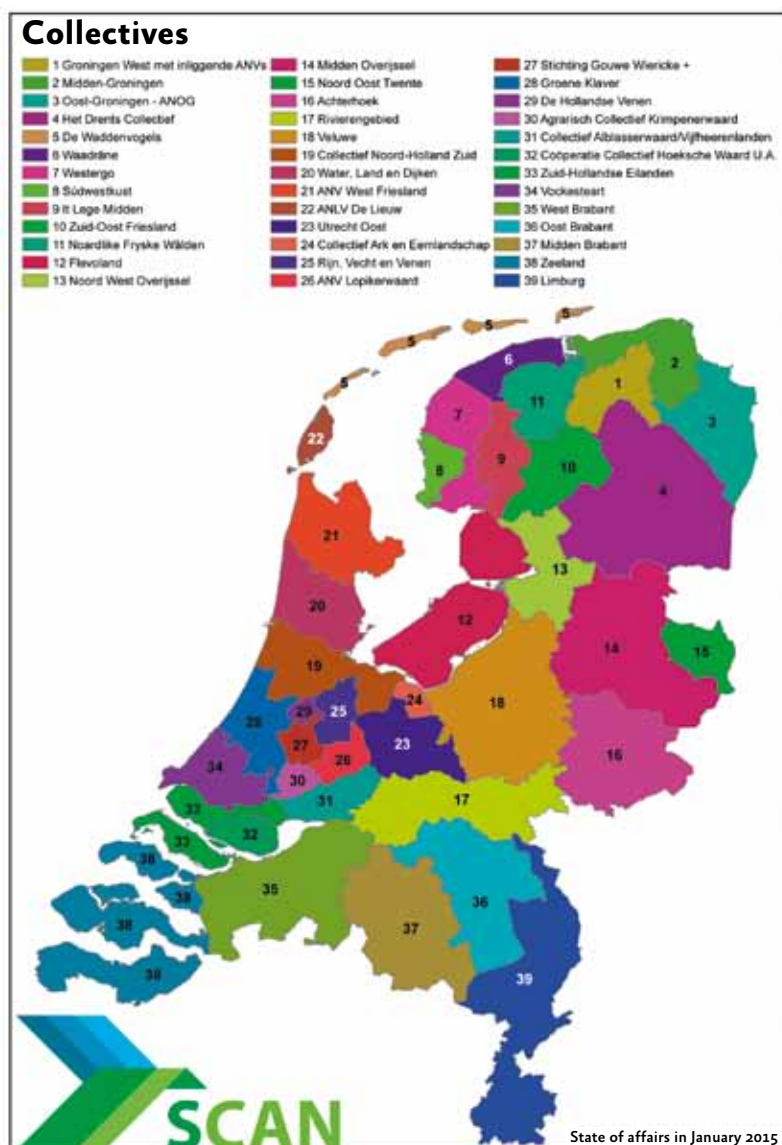 Collectives
1 Groningen West met inliggende ANVs
2 Midden-Groningen
3 Oost-Groningen - ANOG
4 Het Drents Collectief
5 De Waddenvogels
6 Waadrâne
7 Westergo
8 Súdwestkust
9 It Lege Midden
10 Zuid-Oost Friesland
11 Noardlike Fryske Wâlden
12 Flevoland
13 Noord West Overijssel
14 Midden Overijssel
15 Noord Oost Twente
16 Achterhoek
17 Rivierengebied
18 Veluwe
19 Collectief Noord-Holland Zuid
20 Water, Land en Dijken
21 ANV West Friesland
22 ANLV De Lieuw
23 Utrecht Oost
24 Collectief Ark en Eemlandschap
25 Rijn, Vecht en Venen
26 ANV Lopikerwaard
27 Stichting Gouwe Wiericke +
28 Groene Klaver
29 De Hollandse Venen
30 Agrarisch Collectief Krimpenerwaard
31 Collectief Alblasserwaard/Vijfheerenlanden
32 Coöperatie Collectief Hoeksche Waard U.A.
33 Zuid-Hollandse Eilanden
34 Vockestaert
35 West Brabant
36 Oost Brabant
37 Midden Brabant
38 Zeeland
39 Limburg
5
5
5
5
6
2
1
11
3
7
22
9
8
10
4
21
13
20
12
14
15
19
24
18
29
25
28
23
27
26
16
34
30
31
17
33
32
33
38
38
35
36
38
37
38
39
SCAN
State of affairs in January 2015